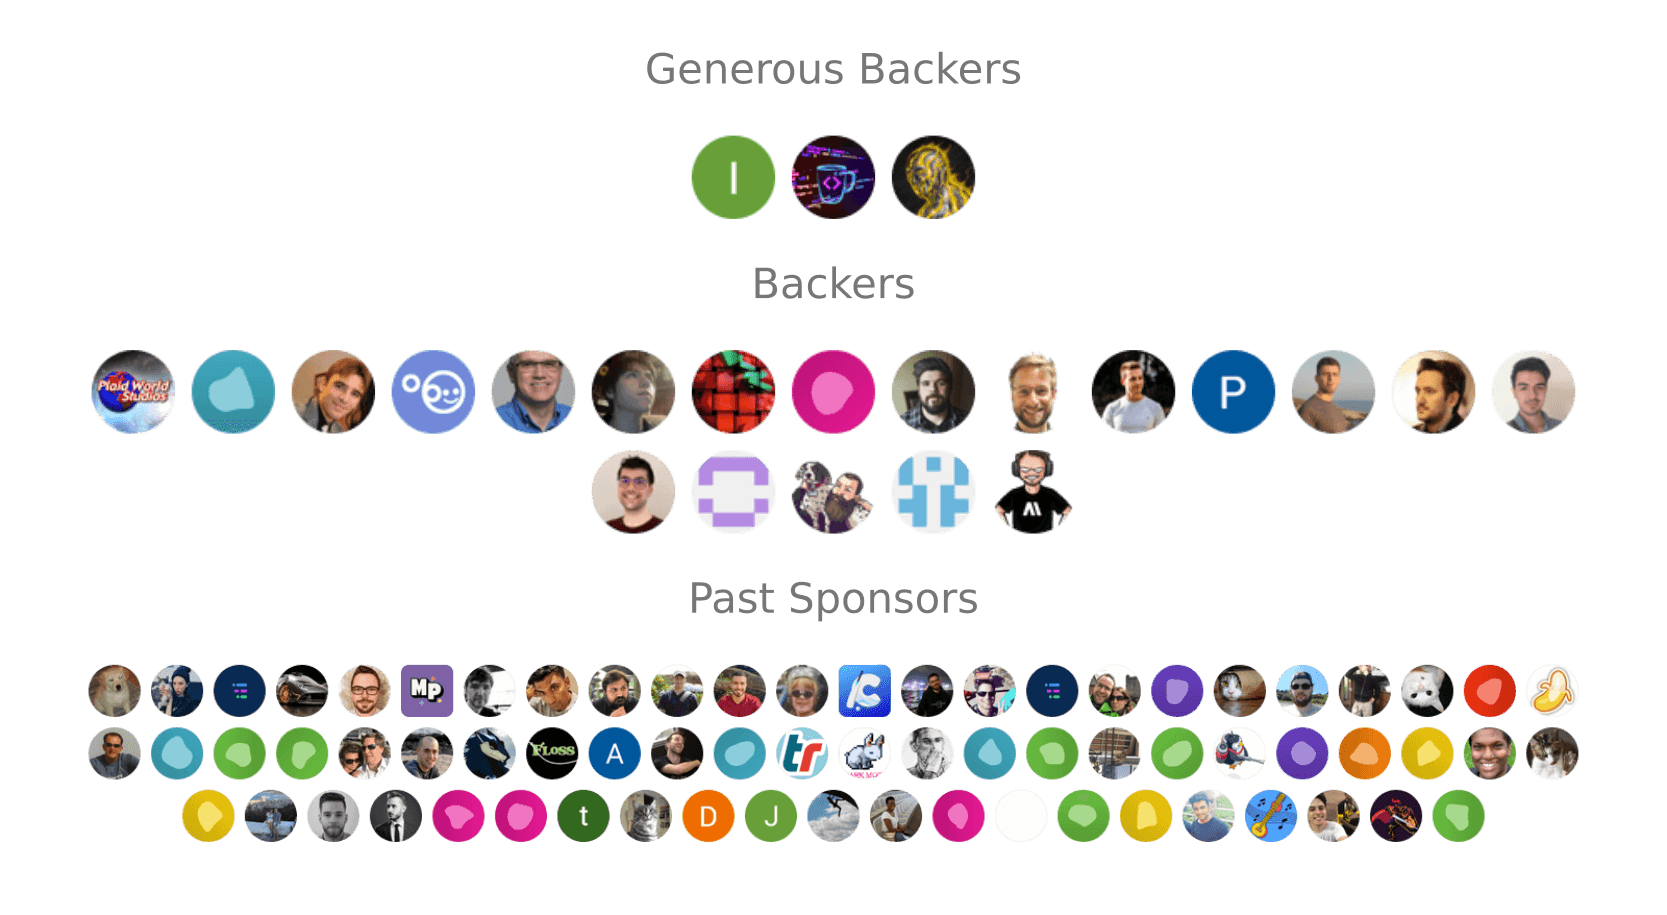 Generous Backers
I
Backers
Plaid World
Studios
P
Past Sponsors
MP
C
FLOSS
A
tr
t
D
J